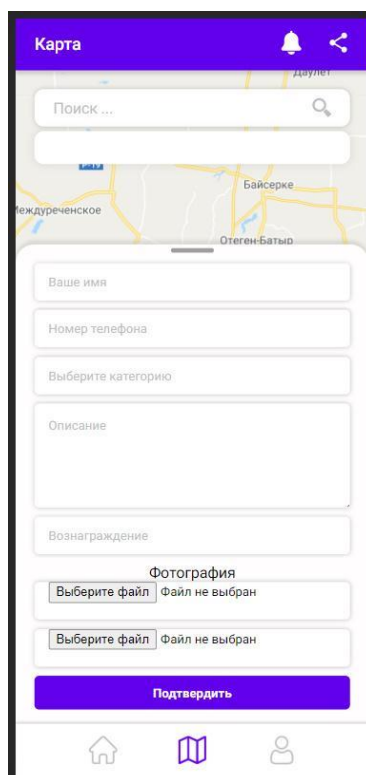 Карта
Даулет
Поиск ...
Р-19
Байсерке
Междуреченское
Отеген-Батыр
Ваше имя
Номер телефона
Выберите категорию
Описание
Вознаграждение
Фотография
Выберите файл Файл не выбран
Выберите файл Файл не выбран
Подтвердить